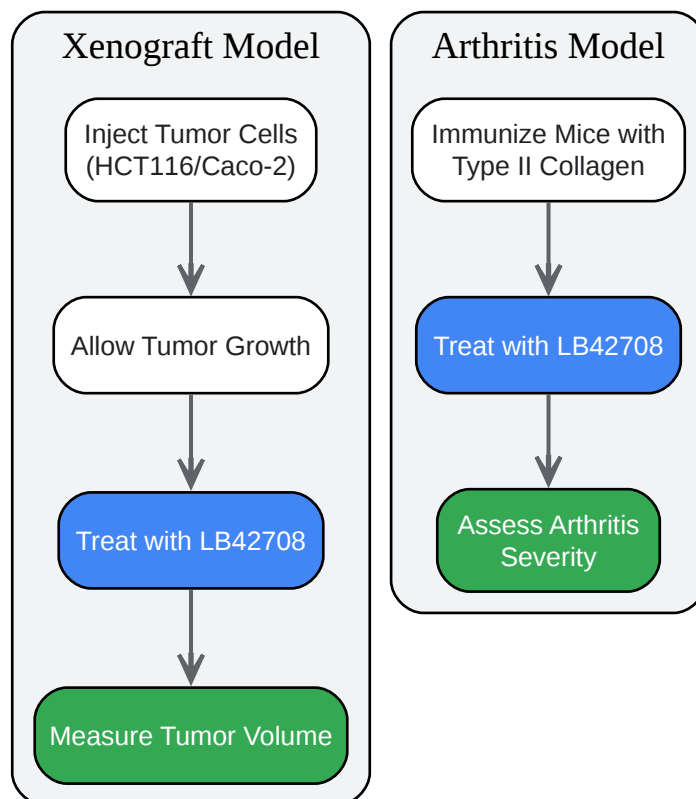 Xenograft Model
Inject Tumor Cells
(HCT116/Caco-2)
Allow Tumor Growth
Treat with LB42708
Measure Tumor Volume
Arthritis Model
Immunize Mice with
Type II Collagen
Treat with LB42708
Assess Arthritis
Severity